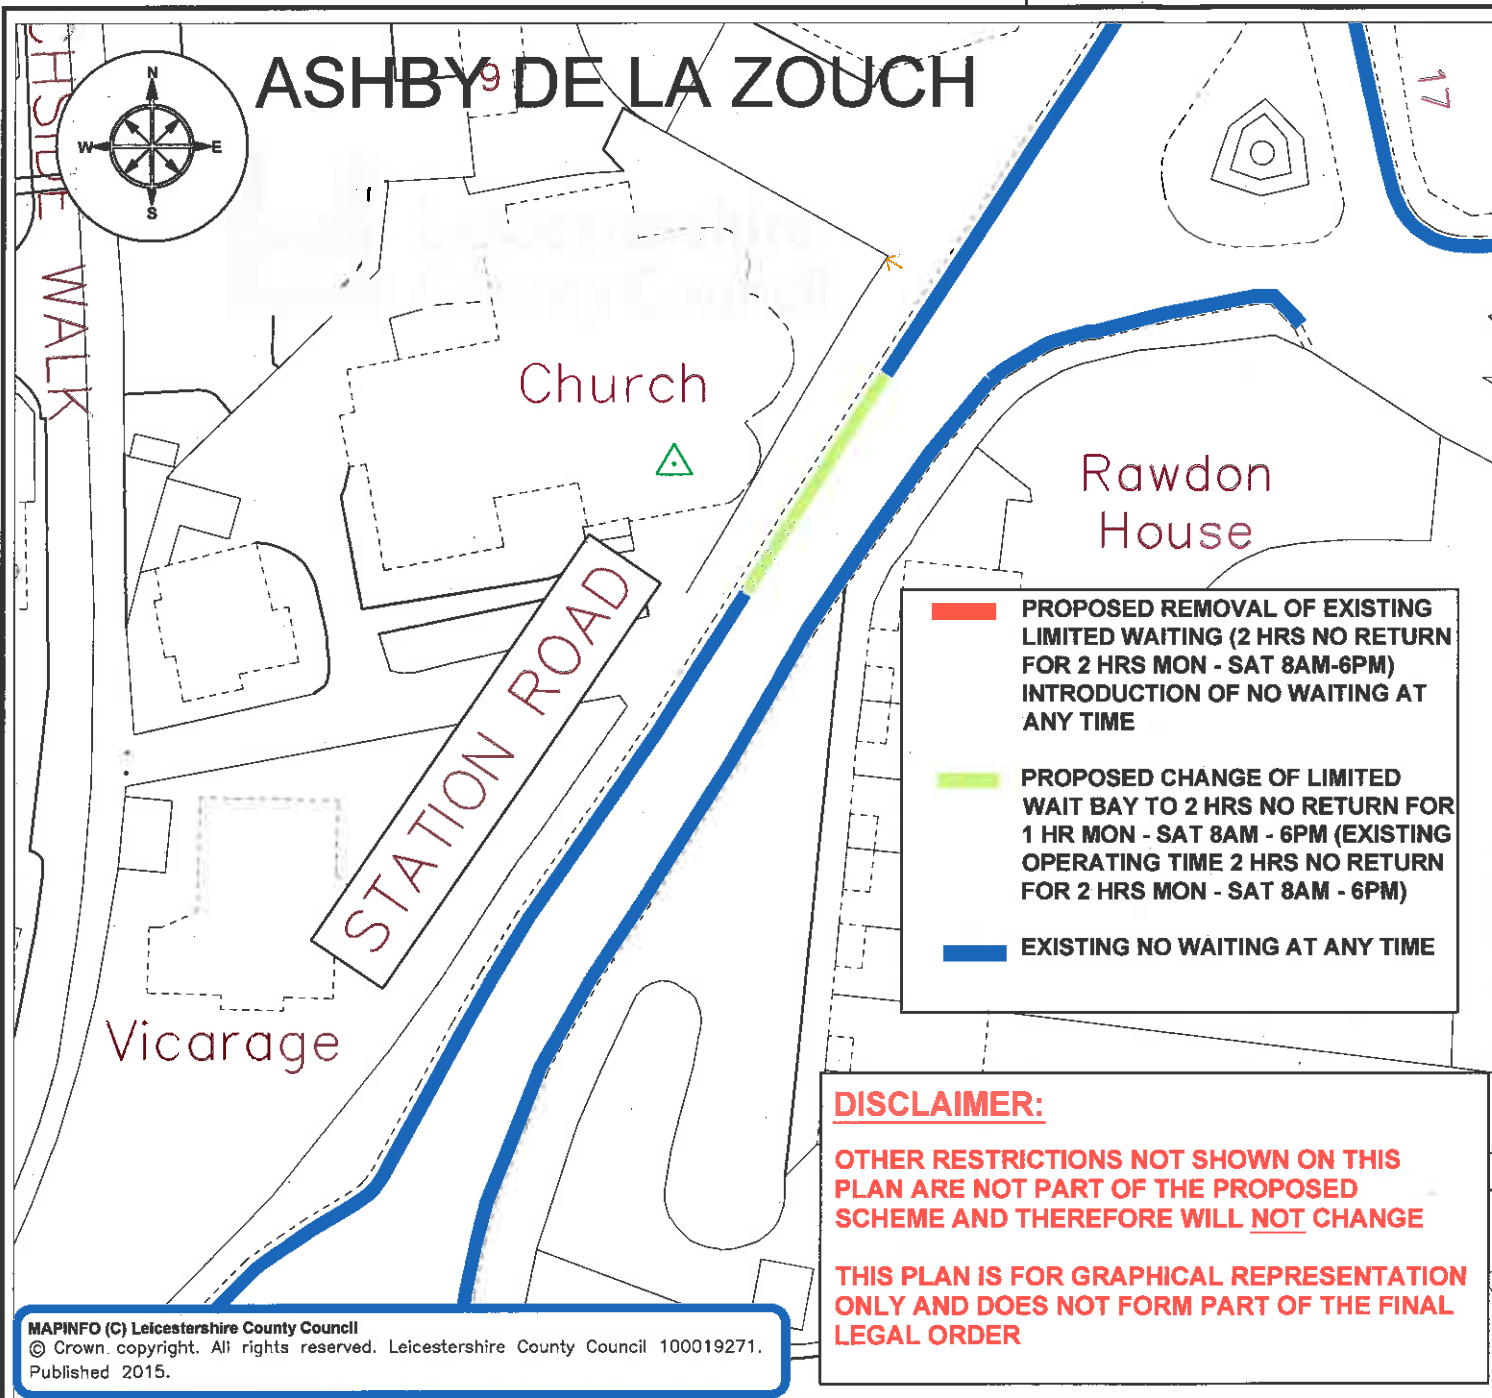 ASHBY DE LA ZOUCH
9
17
N
W
E
S
CHSIDE WALK
Church
Rawdon
House
STATION ROAD
Vicarage
PROPOSED REMOVAL OF EXISTING
LIMITED WAITING (2 HRS NO RETURN
FOR 2 HRS MON - SAT 8AM-6PM)
INTRODUCTION OF NO WAITING AT
ANY TIME
PROPOSED CHANGE OF LIMITED
WAIT BAY TO 2 HRS NO RETURN FOR
1 HR MON - SAT 8AM - 6PM (EXISTING
OPERATING TIME 2 HRS NO RETURN
FOR 2 HRS MON - SAT 8AM - 6PM)
EXISTING NO WAITING AT ANY TIME
DISCLAIMER:
OTHER RESTRICTIONS NOT SHOWN ON THIS
PLAN ARE NOT PART OF THE PROPOSED
SCHEME AND THEREFORE WILL NOT CHANGE
THIS PLAN IS FOR GRAPHICAL REPRESENTATION
ONLY AND DOES NOT FORM PART OF THE FINAL
LEGAL ORDER
MAPINFO (C) Leicestershire County Council
© Crown copyright. All rights reserved. Leicestershire County Council 100019271.
Published 2015.